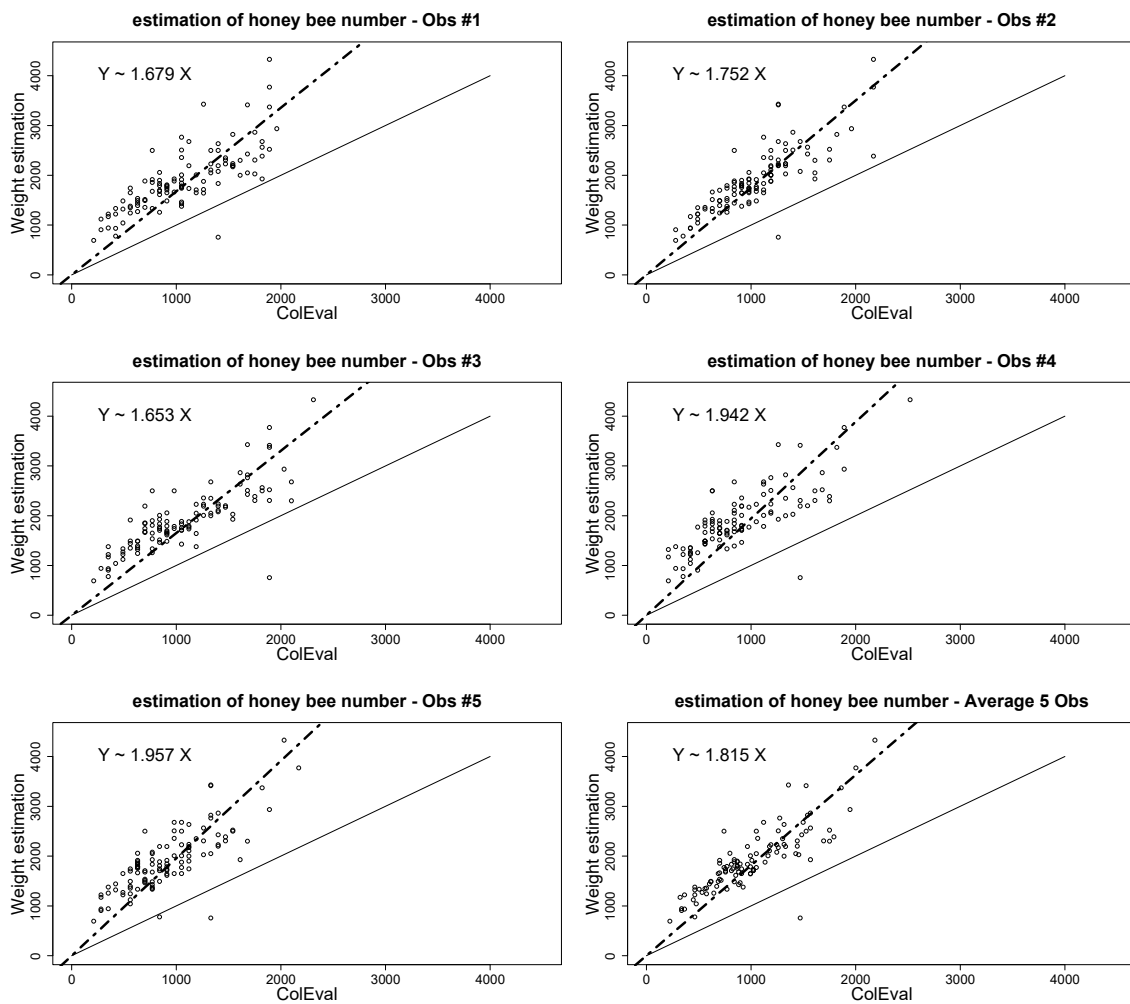 estimation of honey bee number - Obs #1
Y ~ 1.679 X
Weight estimation
0 1000 2000 3000 4000
0 1000 2000 3000 4000
ColEval
estimation of honey bee number - Obs #2
Y ~ 1.752 X
Weight estimation
0 1000 2000 3000 4000
0 1000 2000 3000 4000
ColEval
estimation of honey bee number - Obs #3
Y ~ 1.653 X
Weight estimation
0 1000 2000 3000 4000
0 1000 2000 3000 4000
ColEval
estimation of honey bee number - Obs #4
Y ~ 1.942 X
Weight estimation
0 1000 2000 3000 4000
0 1000 2000 3000 4000
ColEval
estimation of honey bee number - Obs #5
Y ~ 1.957 X
Weight estimation
0 1000 2000 3000 4000
0 1000 2000 3000 4000
ColEval
estimation of honey bee number - Average 5 Obs
Y ~ 1.815 X
Weight estimation
0 1000 2000 3000 4000
0 1000 2000 3000 4000
ColEval